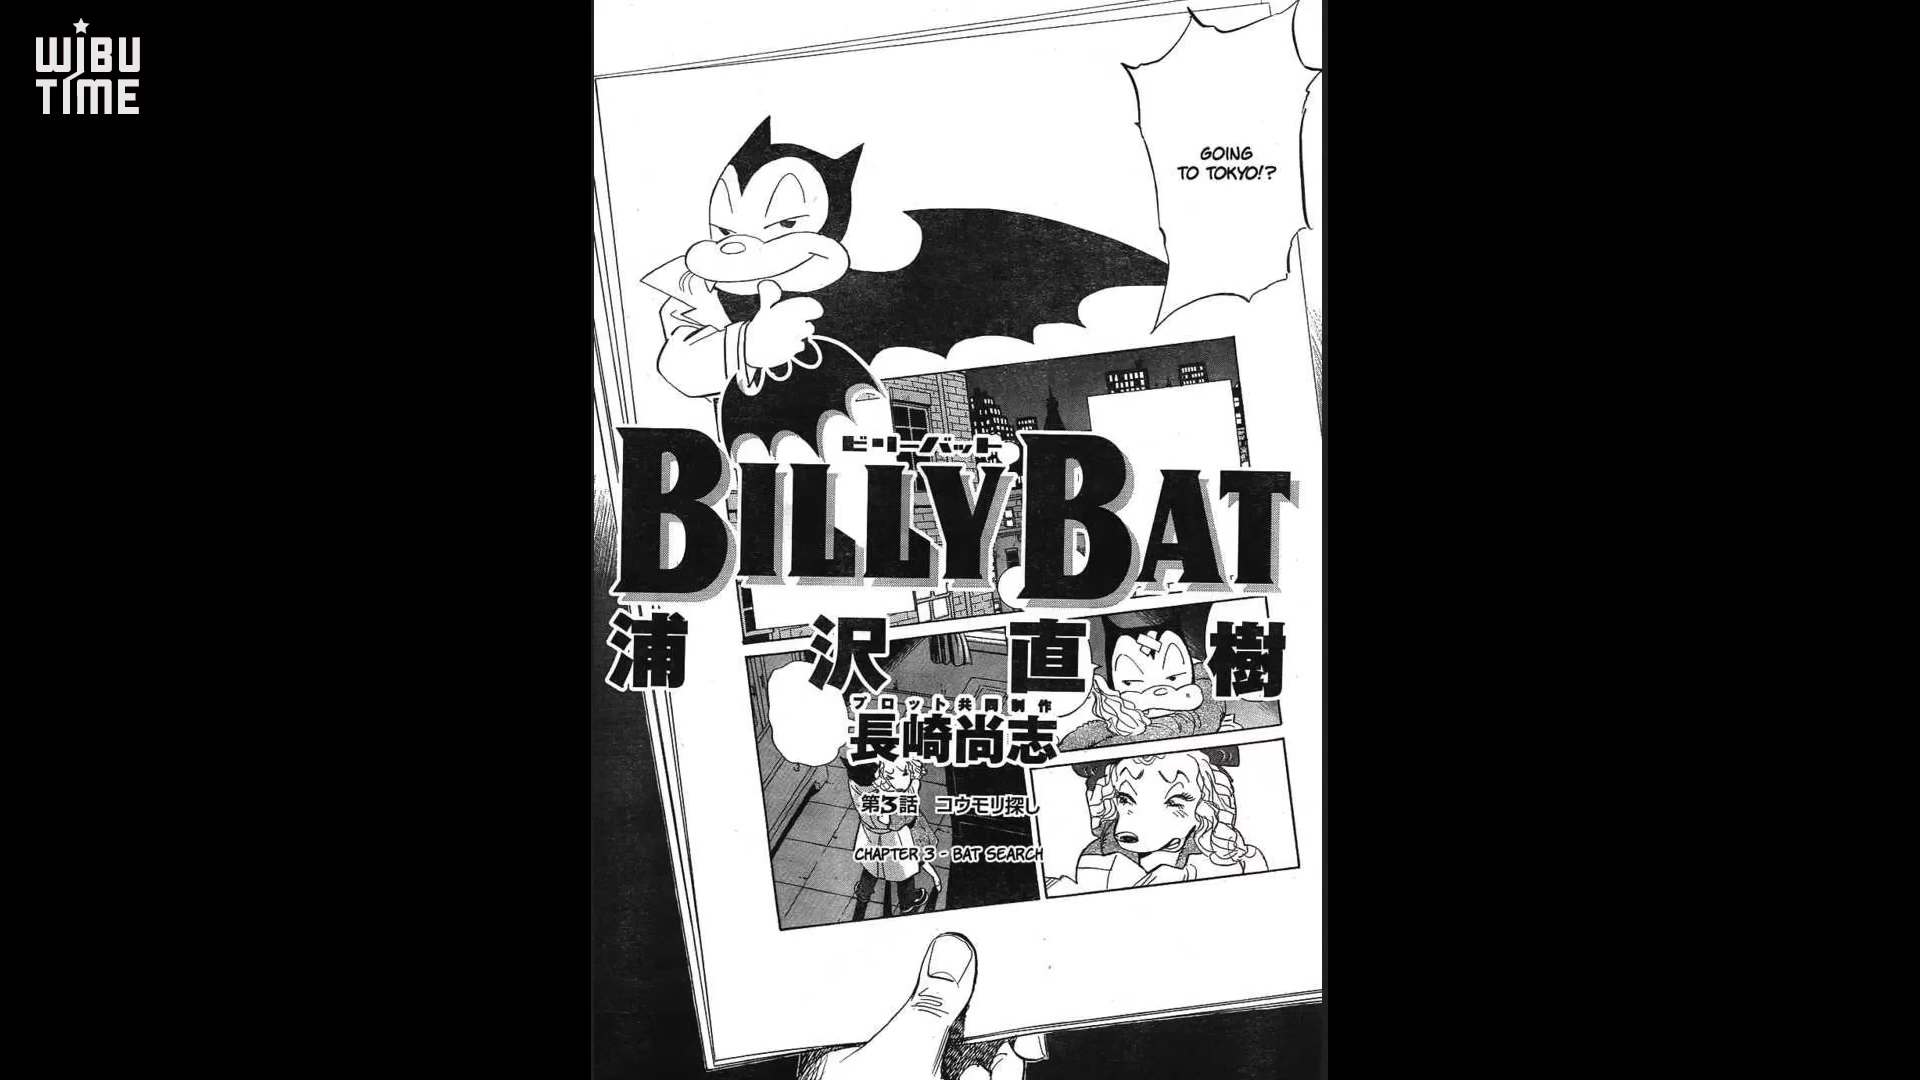 WIBU
TIME
GOING
TO TOKYO!?
ビリーバット
BILLY BAT
浦沢直樹
プロット共同制作
長崎尚志
第3話 コウモリ探し
CHAPTER 3 - BAT SEARCH